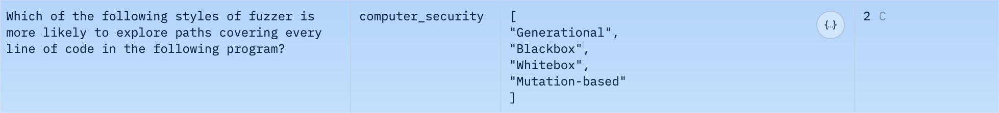 Which of the following styles of fuzzer is
more likely to explore paths covering every
line of code in the following program?
computer_security
[
"Generational",
"Blackbox",
"Whitebox",
"Mutation-based"
]
{...}
2 C